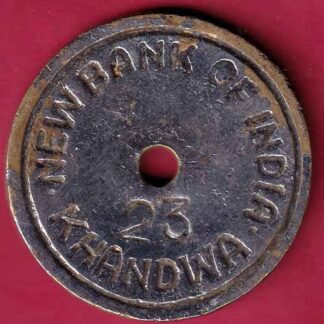 NEW BANK OF INDIA.
23
KHANDWA